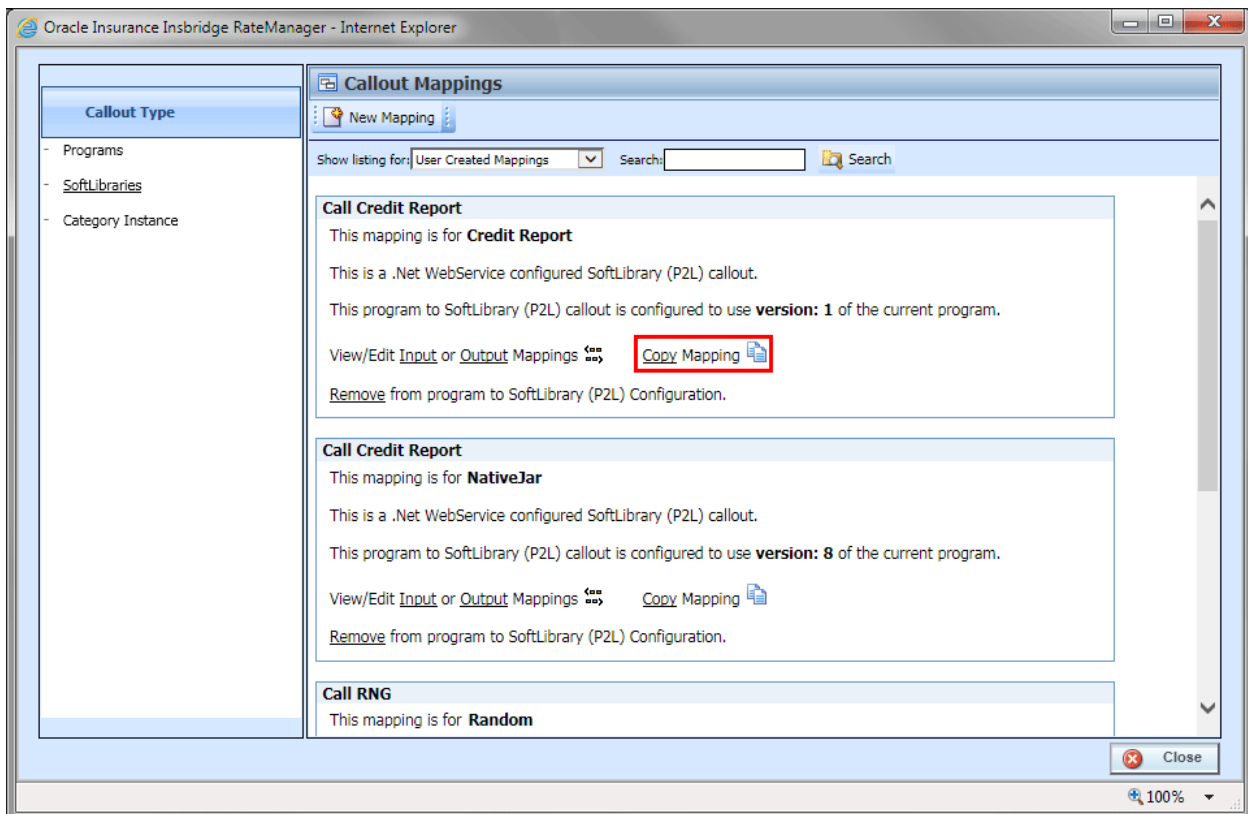 Oracle Insurance Insbridge RateManager - Internet Explorer
Callout Type
- Programs
- SoftLibraries
- Category Instance
Callout Mappings
New Mapping
Show listing for: User Created Mappings Search: Search
Call Credit Report
This mapping is for Credit Report
This is a .Net WebService configured SoftLibrary (P2L) callout.
This program to SoftLibrary (P2L) callout is configured to use version: 1 of the current program.
View/Edit Input or Output Mappings Copy Mapping
Remove from program to SoftLibrary (P2L) Configuration.
Call Credit Report
This mapping is for NativeJar
This is a .Net WebService configured SoftLibrary (P2L) callout.
This program to SoftLibrary (P2L) callout is configured to use version: 8 of the current program.
View/Edit Input or Output Mappings Copy Mapping
Remove from program to SoftLibrary (P2L) Configuration.
Call RNG
This mapping is for Random
Close
100%